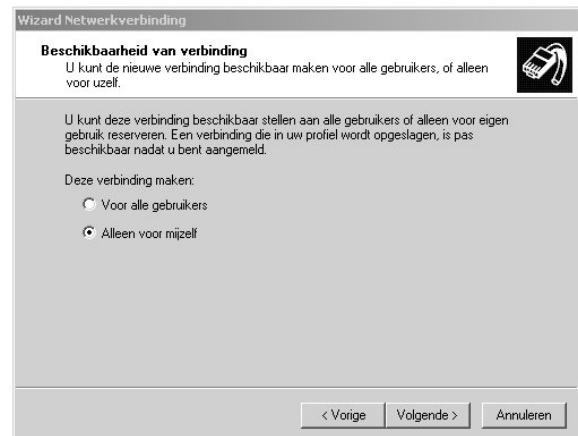 Wizard Netwerkverbinding
Beschikbaarheid van verbinding
U kunt de nieuwe verbinding beschikbaar maken voor alle gebruikers, of alleen
voor uzelf.
U kunt deze verbinding beschikbaar stellen aan alle gebruikers of alleen voor eigen
gebruik reserveren. Een verbinding die in uw profiel wordt opgeslagen, is pas
beschikbaar nadat u bent aangemeld.
Deze verbinding maken:
Voor alle gebruikers
Alleen voor mijzelf
< Vorige Volgende > Annuleren